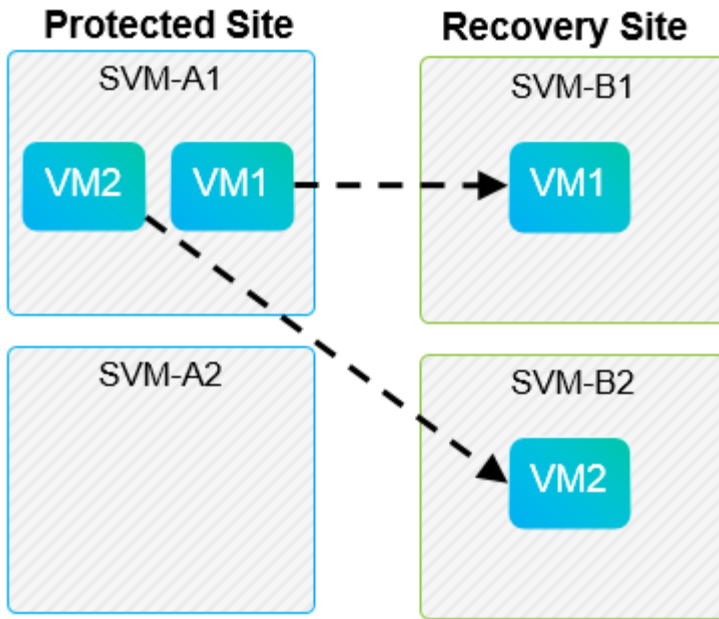 Protected Site
Recovery Site
SVM-A1
SVM-B1
VM2
VM1
VM1
SVM-A2
SVM-B2
VM2